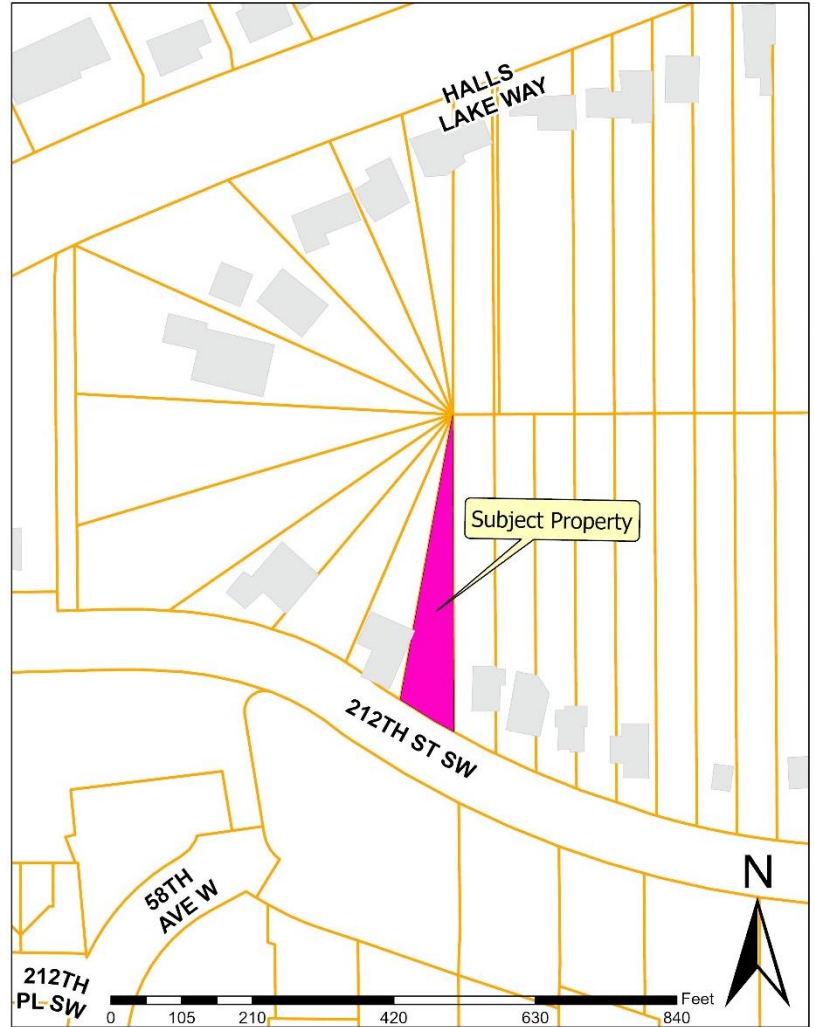 HALLS
LAKE WAY
Subject Property
212TH ST SW
58TH
AVE W
N
212TH
PL SW
Feet
0 105 210 420 630 840